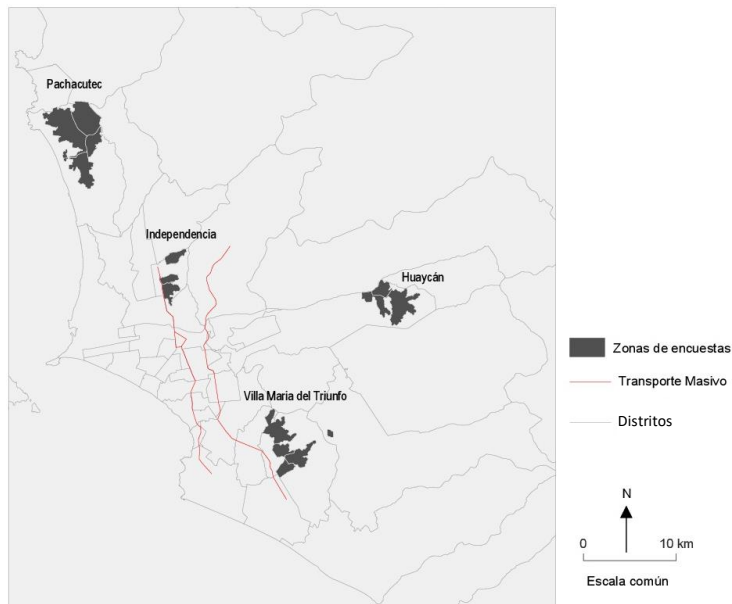 Pachacutec
Independencia
Huaycán
Villa Maria del Triunfo
Zonas de encuestas
Transporte Masivo
Distritos
N
0 10 km
Escala común